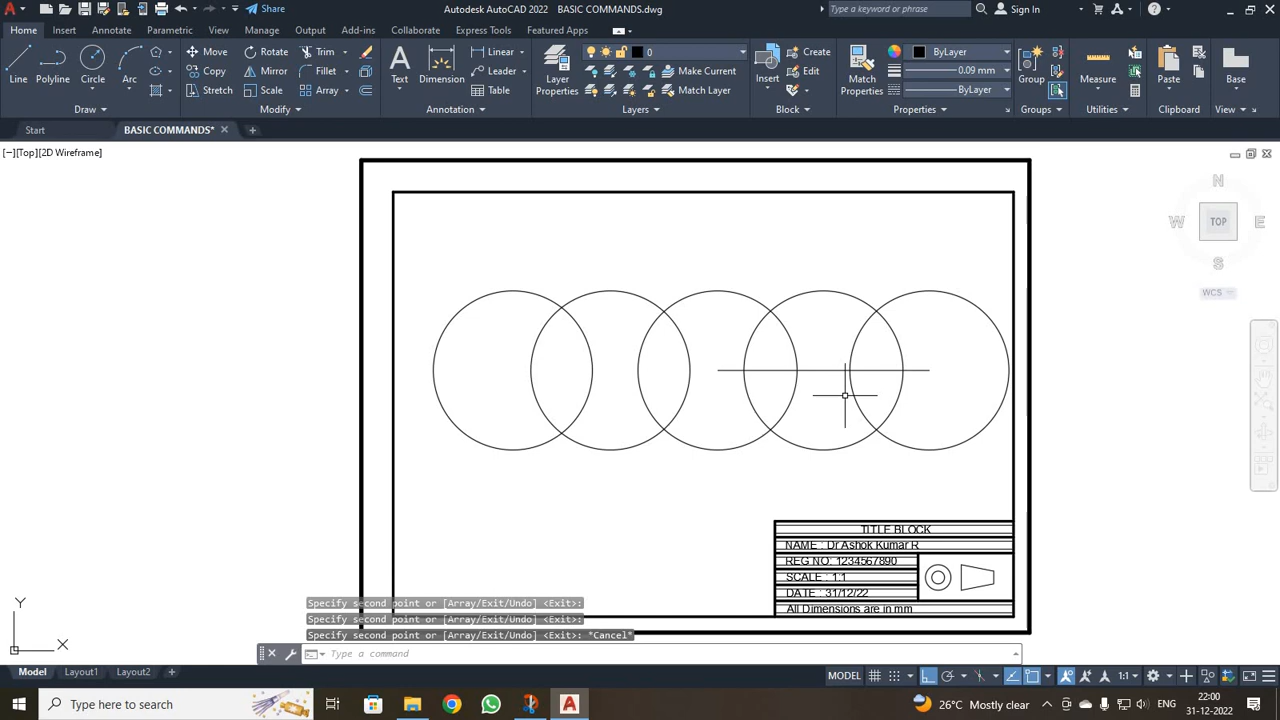 Share
Autodesk AutoCAD 2022 BASIC COMMANDS.dwg
Type a keyword or phrase
Sign In
Home Insert Annotate Parametric View Manage Output Add-ins Collaborate Express Tools Featured Apps
Line
Polyline
Circle
Arc
Draw
Move
Rotate
Trim
Copy
Mirror
Fillet
Stretch
Scale
Array
Modify
Text
Dimension
Linear
Leader
Table
Annotation
Layer
Properties
0
Make Current
Match Layer
Layers
Insert
Create
Edit
Block
Match
Properties
ByLayer
0.09 mm
ByLayer
Properties
Group
Groups
Measure
Utilities
Paste
Clipboard
Base
View
Start
BASIC COMMANDS*
[−][Top][2D Wireframe]
N
W
TOP
E
S
WCS
TITLE BLOCK
NAME : Dr Ashok Kumar R
REG NO: 1234567890
SCALE : 1:1
DATE : 31/12/22
All Dimensions are in mm
Y
X
Specify second point or [Array/Exit/Undo] <Exit>:
Specify second point or [Array/Exit/Undo] <Exit>:
Specify second point or [Array/Exit/Undo] <Exit>: *Cancel*
Type a command
Model Layout1 Layout2
MODEL
1:1
Type here to search
26°C Mostly clear
ENG
22:00
31-12-2022